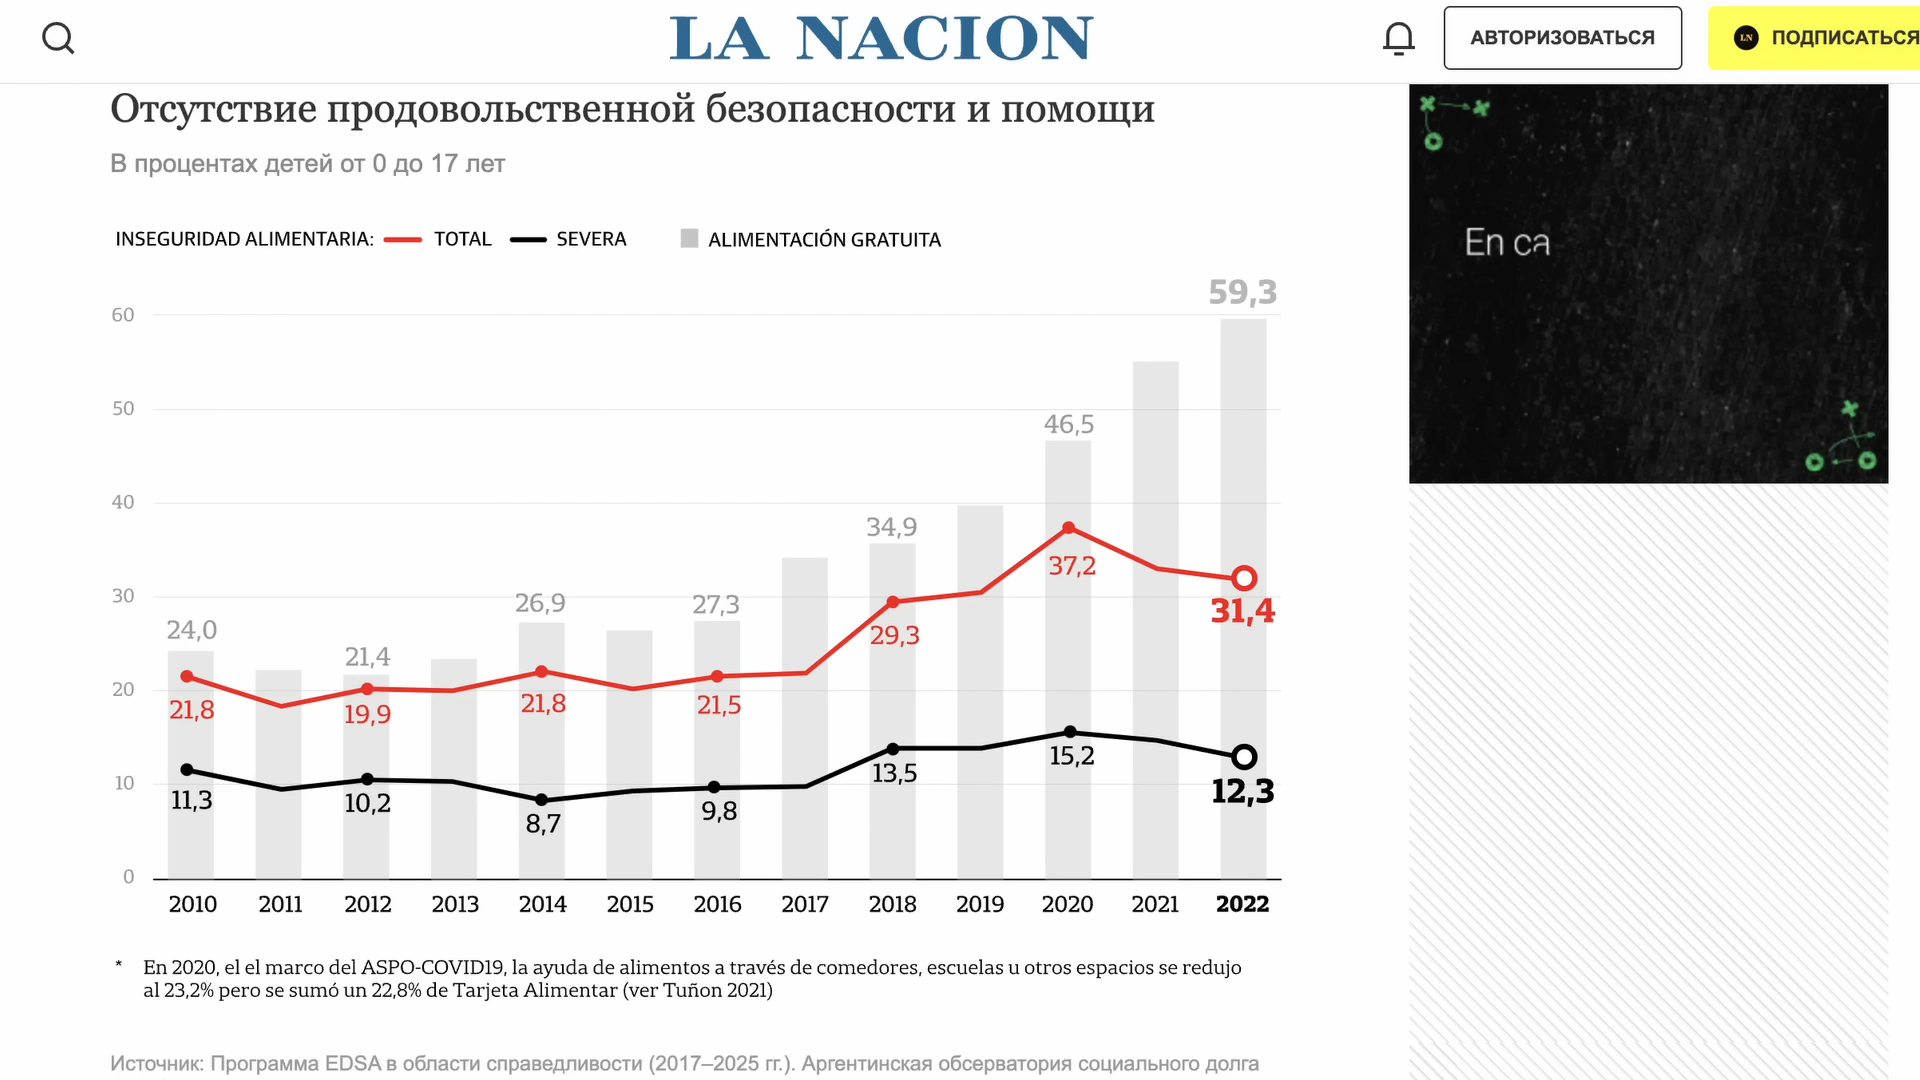 LA NACION
АВТОРИЗОВАТЬСЯ
LN ПОДПИСАТЬСЯ
Отсутствие продовольственной безопасности и помощи
В процентах детей от 0 до 17 лет
En ca
INSEGURIDAD ALIMENTARIA: TOTAL SEVERA ALIMENTACIÓN GRATUITA
59,3
60
50
46,5
40
34,9
37,2
30
26,9
27,3
31,4
24,0
29,3
21,4
20
21,8
19,9
21,8
21,5
15,2
13,5
10
11,3
10,2
8,7
9,8
12,3
0
2010 2011 2012 2013 2014 2015 2016 2017 2018 2019 2020 2021 2022
* En 2020, el el marco del ASPO-COVID19, la ayuda de alimentos a través de comedores, escuelas u otros espacios se redujo
al 23,2% pero se sumó un 22,8% de Tarjeta Alimentar (ver Tuñon 2021)
Источник: Программа EDSA в области справедливости (2017–2025 гг.). Аргентинская обсерватория социального долга